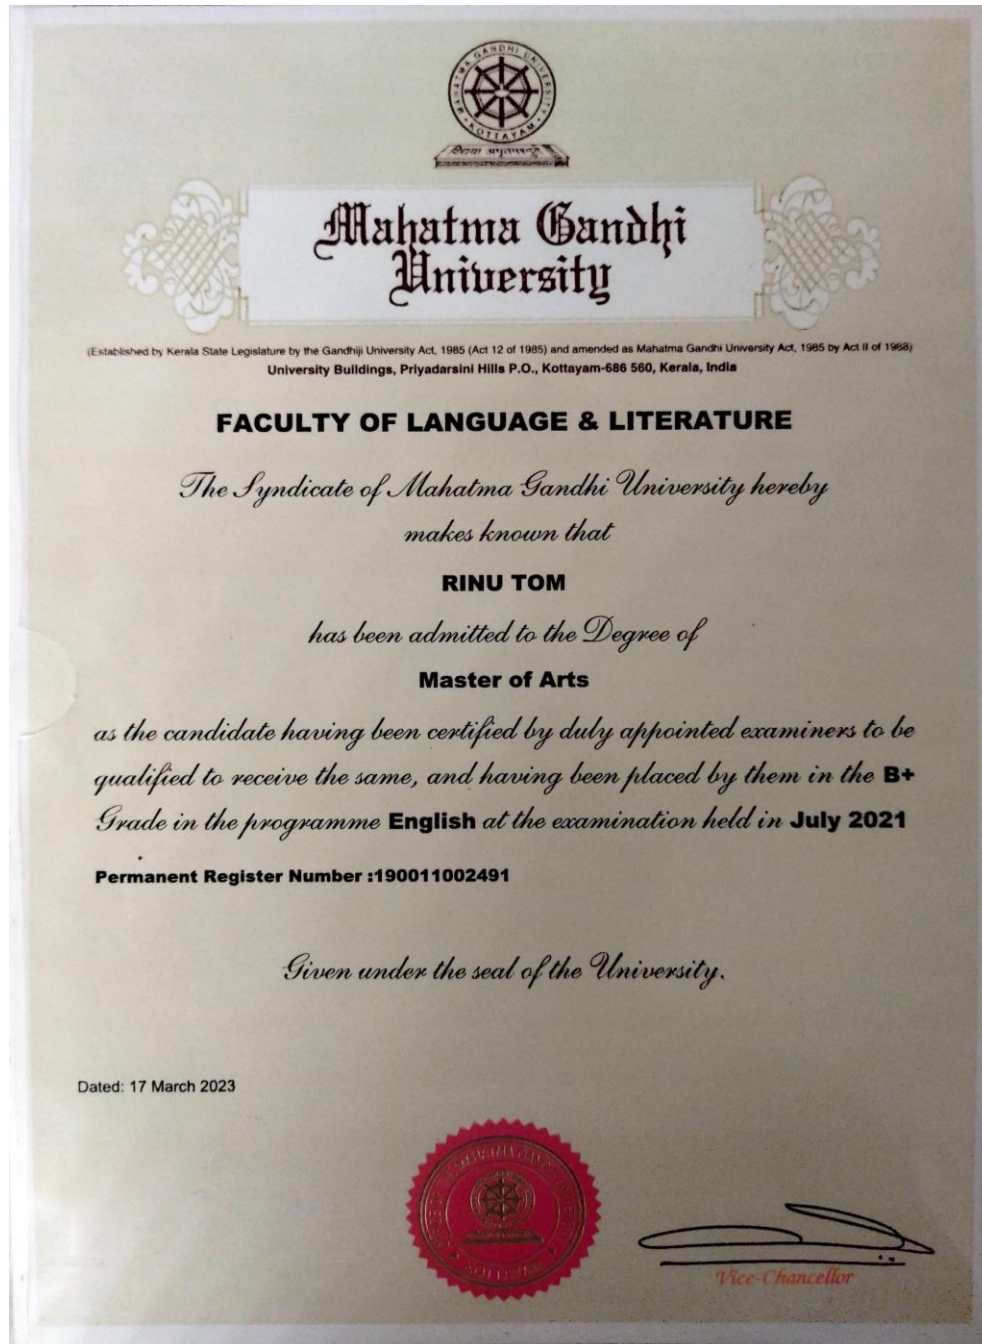 MAHATMA GANDHI UNIVERSITY
KOTTAYAM
Mahatma Gandhi
University
(Established by Kerala State Legislature by the Gandhiji University Act, 1985 (Act 12 of 1985) and amended as Mahatma Gandhi University Act, 1985 by Act II of 1988)
University Buildings, Priyadarsini Hills P.O., Kottayam-686 560, Kerala, India
FACULTY OF LANGUAGE & LITERATURE
The Syndicate of Mahatma Gandhi University hereby
makes known that
RINU TOM
has been admitted to the Degree of
Master of Arts
as the candidate having been certified by duly appointed examiners to be
qualified to receive the same, and having been placed by them in the B+
Grade in the programme English at the examination held in July 2021
Permanent Register Number :190011002491
Given under the seal of the University.
Dated: 17 March 2023
KOTTAYAM
Vice-Chancellor